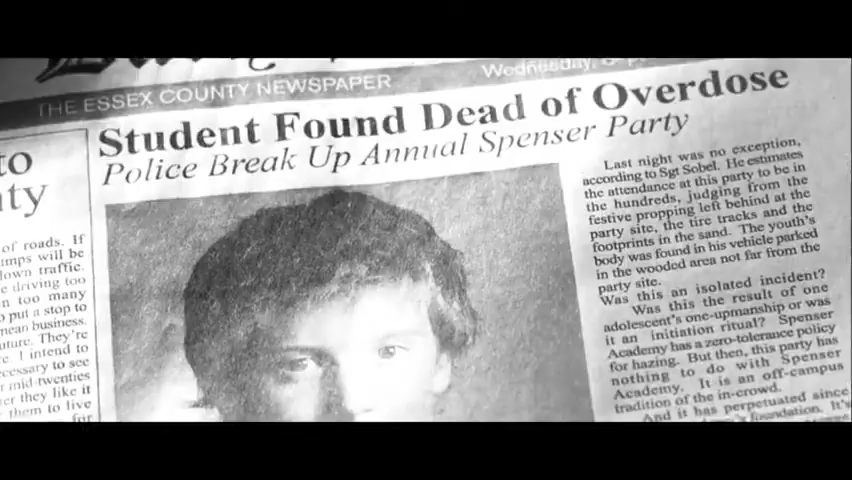 THE ESSEX COUNTY NEWSPAPER
Wednesday,
Student Found Dead of Overdose
Police Break Up Annual Spenser Party
to
ty
of roads. If
mps will be
down traffic.
e driving too
n too many
put a stop to
mean business.
uture. They're
e. I intend to
cessary to see
r mid-twenties
er they like it
them to live
for
Last night was no exception,
according to Sgt Sobel. He estimates
the attendance at this party to be in
the hundreds, judging from the
festive propping left behind at the
party site, the tire tracks and the
footprints in the sand. The youth's
body was found in his vehicle parked
in the wooded area not far from the
party site.
Was this an isolated incident?
Was this the result of one
adolescent's one-upmanship or was
it an initiation ritual? Spenser
Academy has a zero-tolerance policy
for hazing. But then, this party has
nothing to do with Spenser
Academy. It is an off-campus
tradition of the in-crowd.
And it has perpetuated since
foundation. It's